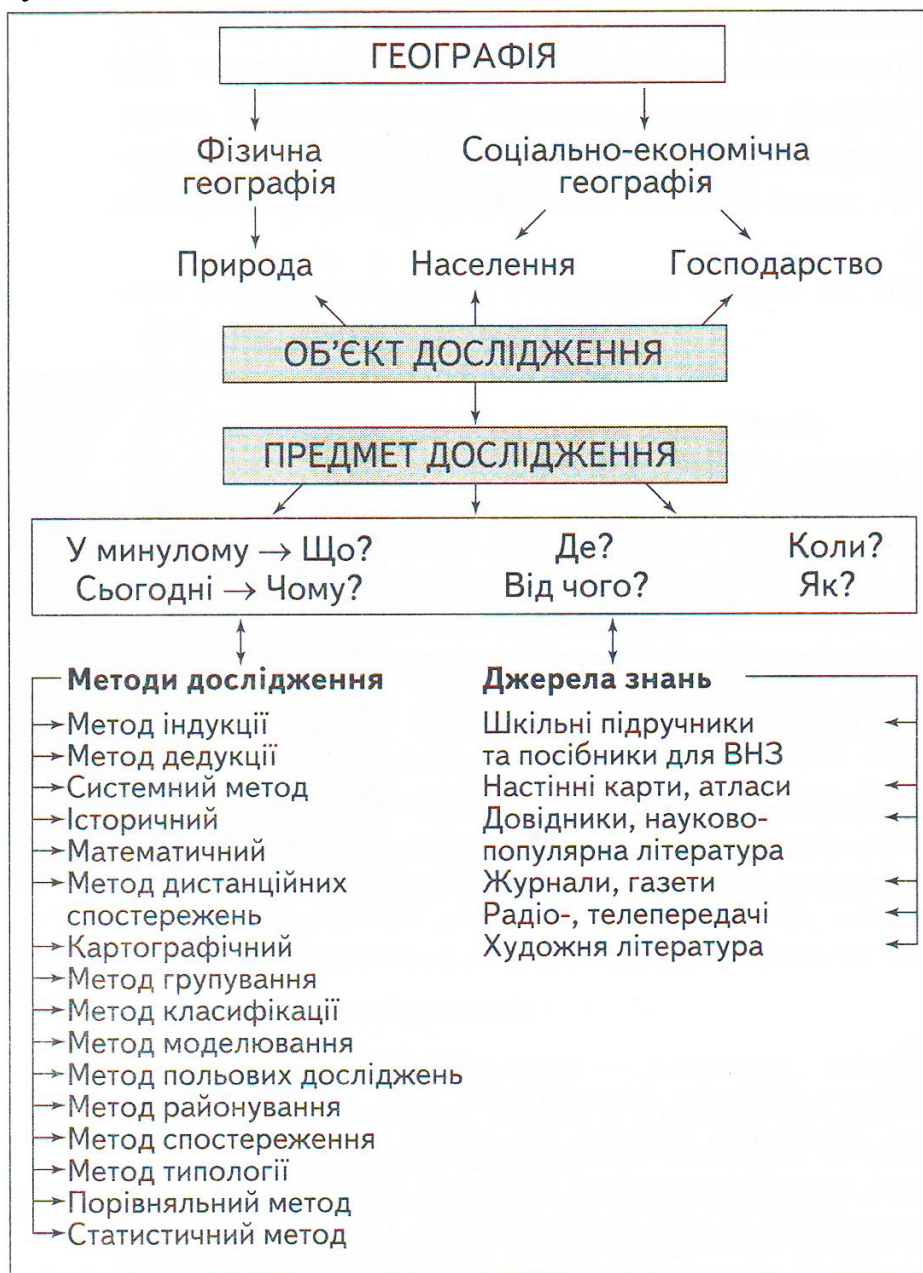 ГЕОГРАФІЯ
Фізична
географія
Соціально-економічна
географія
Природа
Населення
Господарство
ОБ’ЄКТ ДОСЛІДЖЕННЯ
ПРЕДМЕТ ДОСЛІДЖЕННЯ
У минулому → Що?
Сьогодні → Чому?
Де?
Від чого?
Коли?
Як?
Методи дослідження
Метод індукції
Метод дедукції
Системний метод
Історичний
Математичний
Метод дистанційних
спостережень
Картографічний
Метод групування
Метод класифікації
Метод моделювання
Метод польових досліджень
Метод районування
Метод спостереження
Метод типології
Порівняльний метод
Статистичний метод
Джерела знань
Шкільні підручники
та посібники для ВНЗ
Настінні карти, атласи
Довідники, науково-
популярна література
Журнали, газети
Радіо-, телепередачі
Художня література